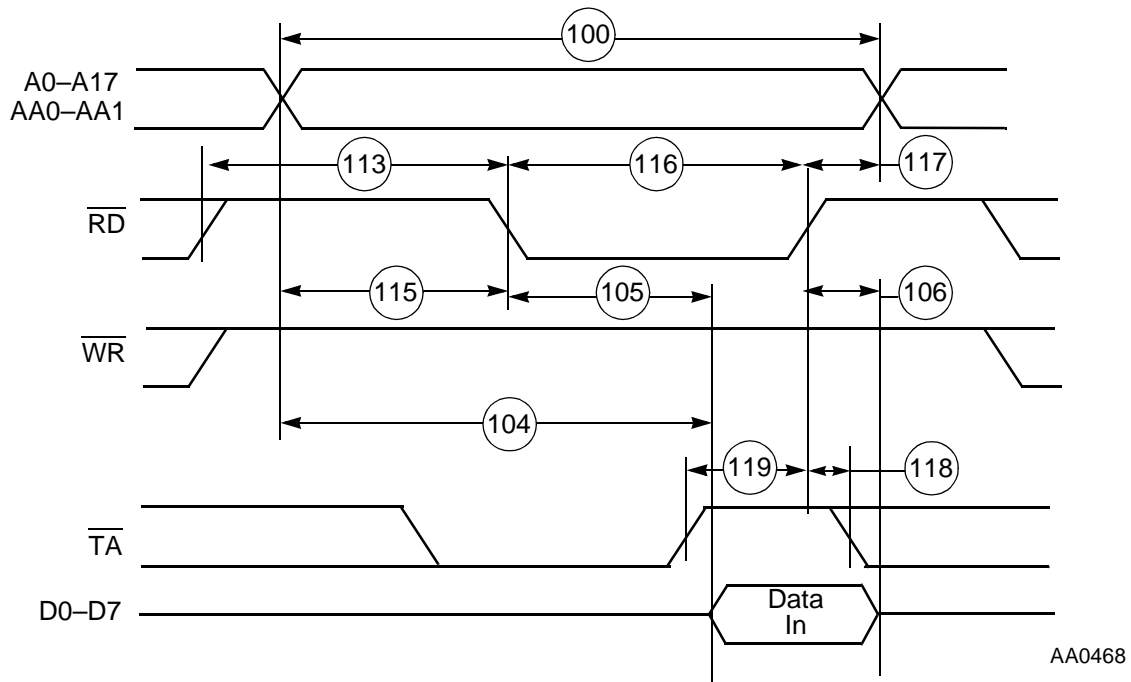 100
A0–A17
AA0–AA1
113
116
117
RD
115
105
106
WR
104
119
118
TA
D0–D7
Data
In
AA0468